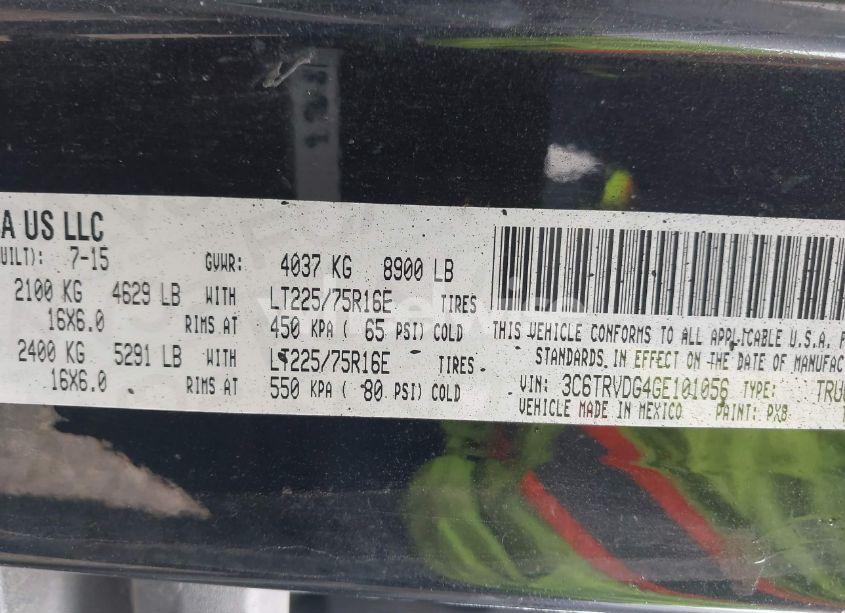 A US LLC
UILT): 7-15 GVWR: 4037 KG 8900 LB
2100 KG 4629 LB WITH LT225/75R16E TIRES
16X6.0 RIMS AT 450 KPA ( 65 PSI) COLD
2400 KG 5291 LB WITH LT225/75R16E TIRES
16X6.0 RIMS AT 550 KPA ( 80 PSI) COLD
THIS VEHICLE CONFORMS TO ALL APPLICABLE U.S.A. F
STANDARDS IN EFFECT ON THE DATE OF MANUFAC
VIN: 3C6TRVDG4GE101056 TYPE: TRUC
VEHICLE MADE IN MEXICO PAINT: PX8